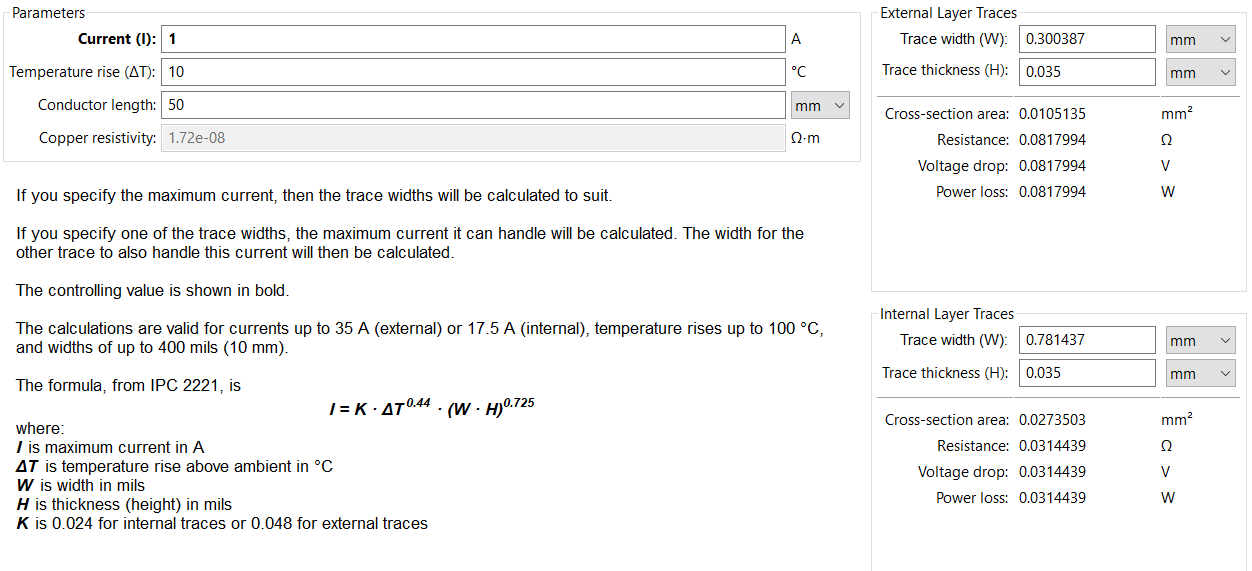 Parameters
Current (I): 1 A
Temperature rise (ΔT): 10 °C
Conductor length: 50 mm
Copper resistivity: 1.72e-08 Ω·m
If you specify the maximum current, then the trace widths will be calculated to suit.
If you specify one of the trace widths, the maximum current it can handle will be calculated. The width for the
other trace to also handle this current will then be calculated.
The controlling value is shown in bold.
The calculations are valid for currents up to 35 A (external) or 17.5 A (internal), temperature rises up to 100 °C,
and widths of up to 400 mils (10 mm).
The formula, from IPC 2221, is
I = K · ΔT^0.44 · (W · H)^0.725
where:
I is maximum current in A
ΔT is temperature rise above ambient in °C
W is width in mils
H is thickness (height) in mils
K is 0.024 for internal traces or 0.048 for external traces
External Layer Traces
Trace width (W): 0.300387 mm
Trace thickness (H): 0.035 mm
Cross-section area: 0.0105135 mm²
Resistance: 0.0817994 Ω
Voltage drop: 0.0817994 V
Power loss: 0.0817994 W
Internal Layer Traces
Trace width (W): 0.781437 mm
Trace thickness (H): 0.035 mm
Cross-section area: 0.0273503 mm²
Resistance: 0.0314439 Ω
Voltage drop: 0.0314439 V
Power loss: 0.0314439 W